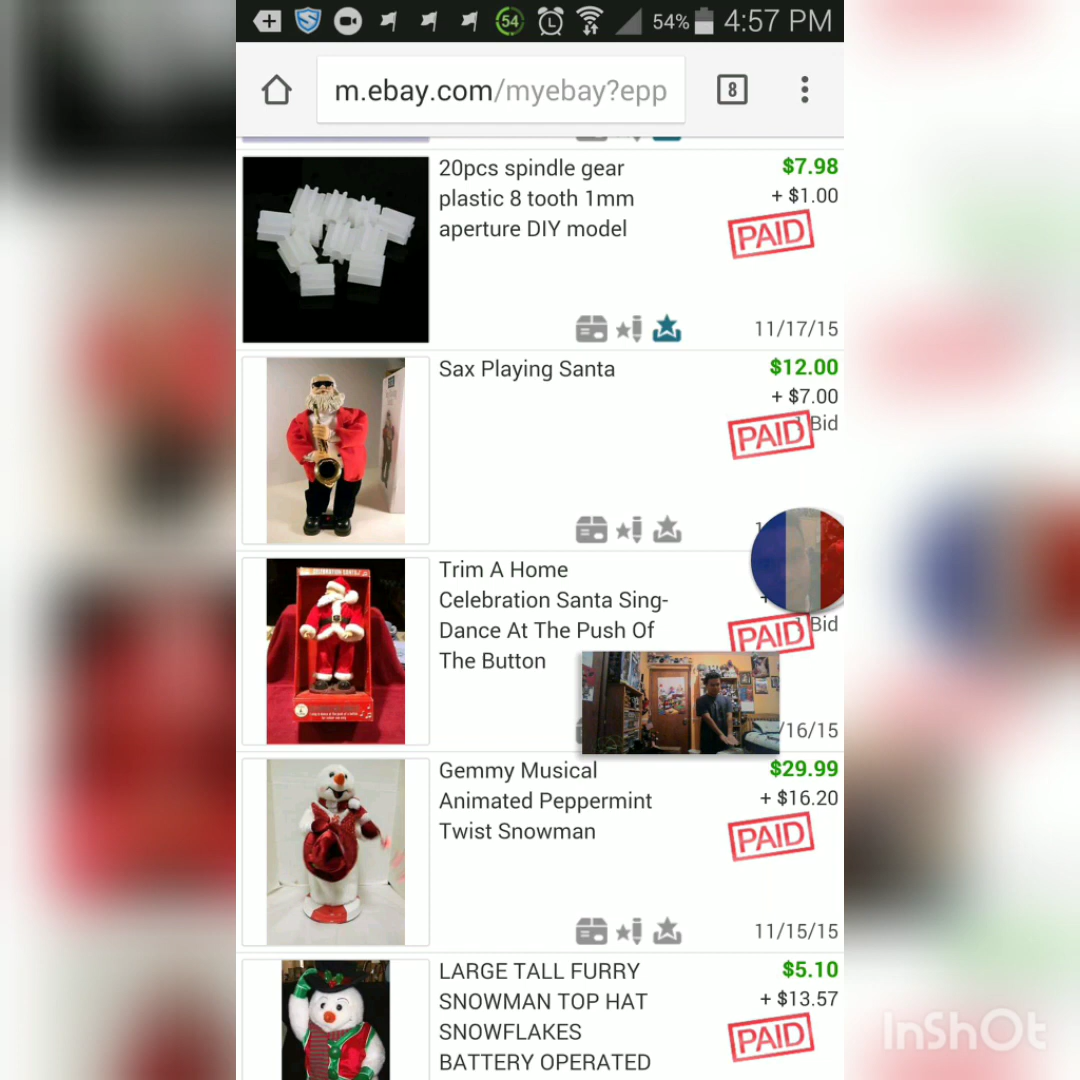 54
54%
4:57 PM
m.ebay.com/myebay?epp
8
20pcs spindle gear
plastic 8 tooth 1mm
aperture DIY model
$7.98
+ $1.00
PAID
11/17/15
Sax Playing Santa
$12.00
+ $7.00
Bid
PAID
Trim A Home
Celebration Santa Sing-
Dance At The Push Of
The Button
Bid
PAID
/16/15
Gemmy Musical
Animated Peppermint
Twist Snowman
$29.99
+ $16.20
PAID
11/15/15
LARGE TALL FURRY
SNOWMAN TOP HAT
SNOWFLAKES
BATTERY OPERATED
$5.10
+ $13.57
PAID
InShOt